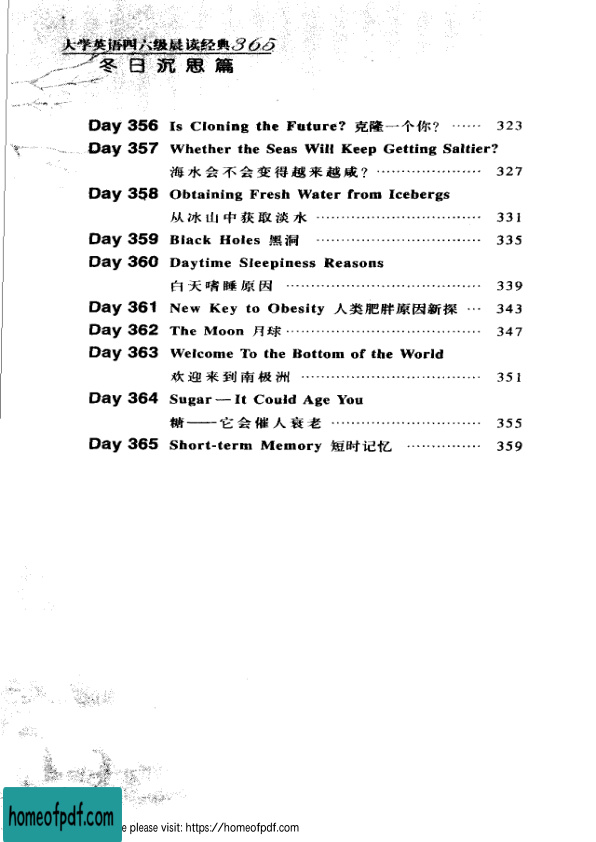 大学英语四六级晨读经典365
冬日沉思篇
Day 356 Is Cloning the Future? 克隆一个你? ⋯⋯ 323
Day 357 Whether the Seas Will Keep Getting Saltier?
海水会不会变得越来越咸? ⋯⋯⋯⋯⋯⋯⋯ 327
Day 358 Obtaining Fresh Water from Icebergs
从冰山中获取淡水 ⋯⋯⋯⋯⋯⋯⋯⋯⋯⋯⋯ 331
Day 359 Black Holes 黑洞 ⋯⋯⋯⋯⋯⋯⋯⋯⋯⋯⋯ 335
Day 360 Daytime Sleepiness Reasons
白天嗜睡原因 ⋯⋯⋯⋯⋯⋯⋯⋯⋯⋯⋯⋯⋯ 339
Day 361 New Key to Obesity 人类肥胖原因新探 ⋯ 343
Day 362 The Moon 月球⋯⋯⋯⋯⋯⋯⋯⋯⋯⋯⋯⋯⋯ 347
Day 363 Welcome To the Bottom of the World
欢迎来到南极洲 ⋯⋯⋯⋯⋯⋯⋯⋯⋯⋯⋯⋯ 351
Day 364 Sugar — It Could Age You
糖——它会催人衰老 ⋯⋯⋯⋯⋯⋯⋯⋯⋯⋯ 355
Day 365 Short-term Memory 短时记忆 ⋯⋯⋯⋯⋯ 359
homeofpdf.com
e please visit: https://homeofpdf.com